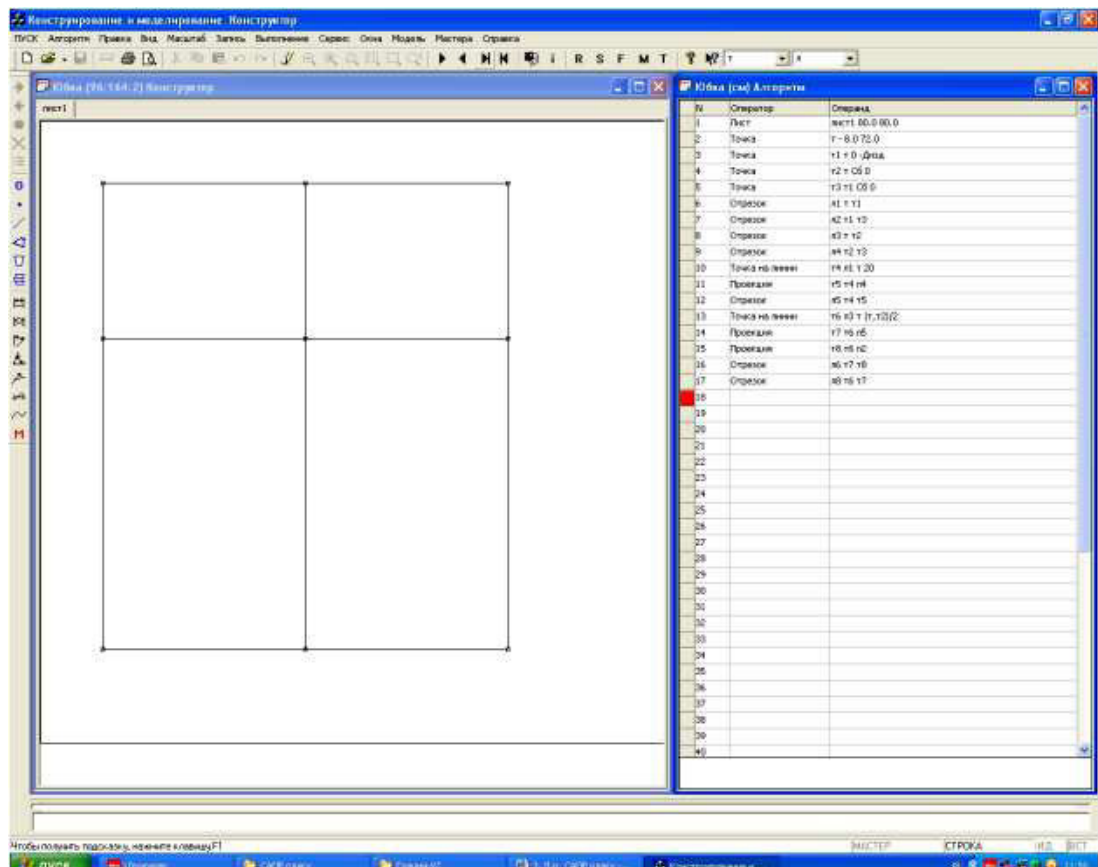 Конструирование и моделирование. Конструктор
ПУСК Алгоритм Правка Вид Масштаб Запись Выполнение Сервис Окна Модель Мастера Справка
R S F M T
Юбка (96-164-2) Конструктор
лист1
Юбка (см) Алгоритм
N Оператор Операнд
1 Лист лист1 80.0 80.0
2 Точка т - 8.0 72.0
3 Точка т1 т 0 -Дизд
4 Точка т2 т Сб 0
5 Точка т3 т1 Сб 0
6 Отрезок л1 т т1
7 Отрезок л2 т1 т3
8 Отрезок л3 т т2
9 Отрезок л4 т2 т3
10 Точка на линии т4 л1 т 20
11 Проекция т5 т4 л4
12 Отрезок л5 т4 т5
13 Точка на линии т6 л3 т (т,т2)/2
14 Проекция т7 т6 л5
15 Проекция т8 т6 л2
16 Отрезок л6 т7 т8
17 Отрезок л8 т6 т7
18
19
20
21
22
23
24
25
26
27
28
29
30
31
32
33
34
35
36
37
38
39
40
Чтобы получить подсказку, нажмите клавишу F1
МАСТЕР СТРОКА ИЗД ВСТ
пуск